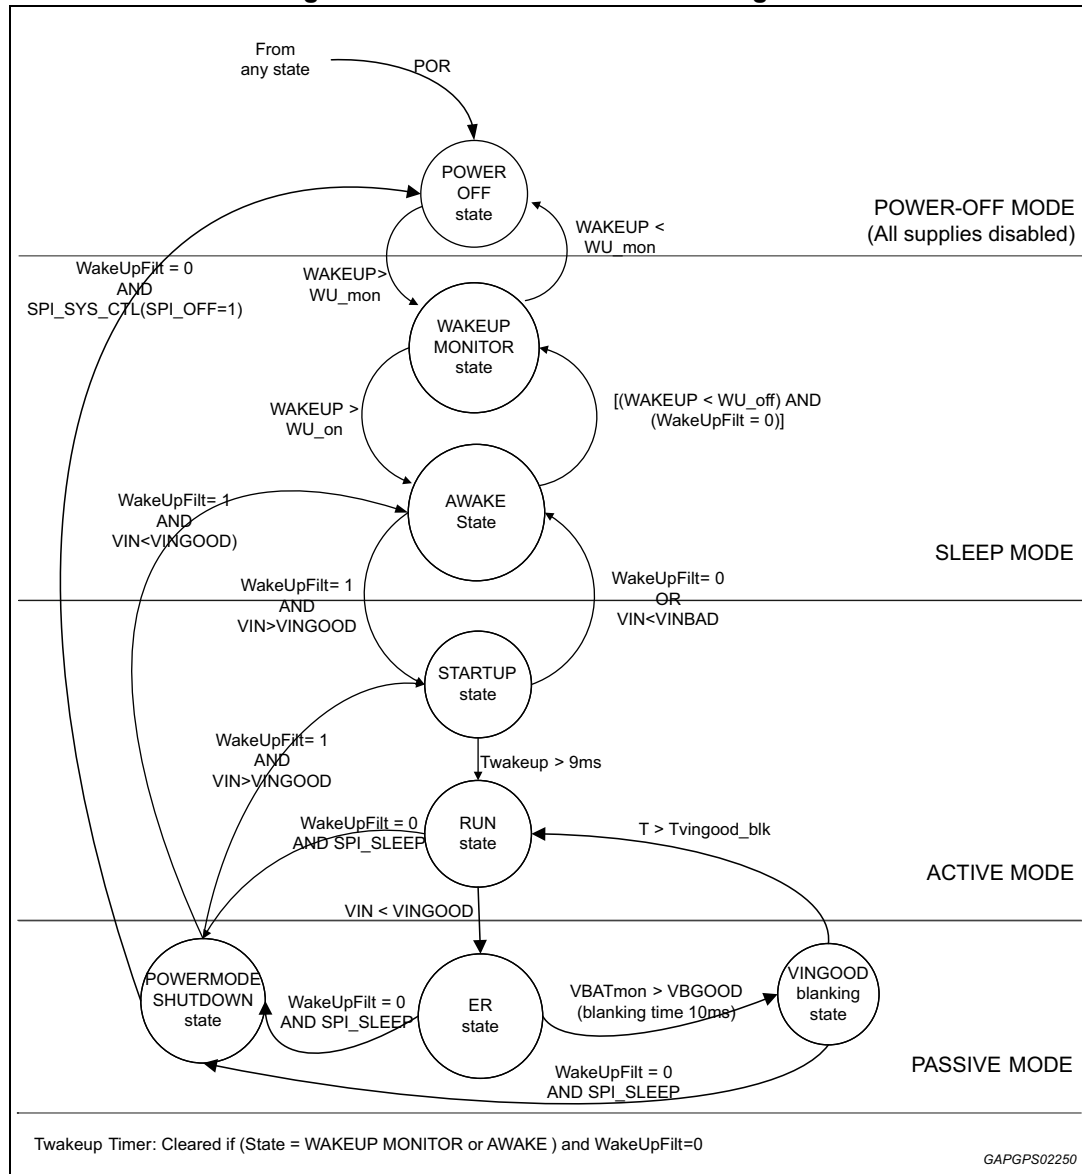 From
any state
POR
POWER
OFF
state
POWER-OFF MODE
(All supplies disabled)
WAKEUP <
WU_mon
WakeUpFilt = 0
AND
SPI_SYS_CTL(SPI_OFF=1)
WAKEUP>
WU_mon
WAKEUP
MONITOR
state
WAKEUP >
WU_on
[(WAKEUP < WU_off) AND
(WakeUpFilt = 0)]
WakeUpFilt= 1
AND
VIN<VINGOOD)
AWAKE
State
SLEEP MODE
WakeUpFilt= 1
AND
VIN>VINGOOD
WakeUpFilt= 0
OR
VIN<VINBAD
STARTUP
state
WakeUpFilt= 1
AND
VIN>VINGOOD
Twakeup > 9ms
WakeUpFilt = 0
AND SPI_SLEEP
RUN
state
T > Tvingood_blk
ACTIVE MODE
VIN < VINGOOD
POWERMODE
SHUTDOWN
state
WakeUpFilt = 0
AND SPI_SLEEP
ER
state
VBATmon > VBGOOD
(blanking time 10ms)
VINGOOD
blanking
state
WakeUpFilt = 0
AND SPI_SLEEP
PASSIVE MODE
Twakeup Timer: Cleared if (State = WAKEUP MONITOR or AWAKE ) and WakeUpFilt=0
GAPGPS02250